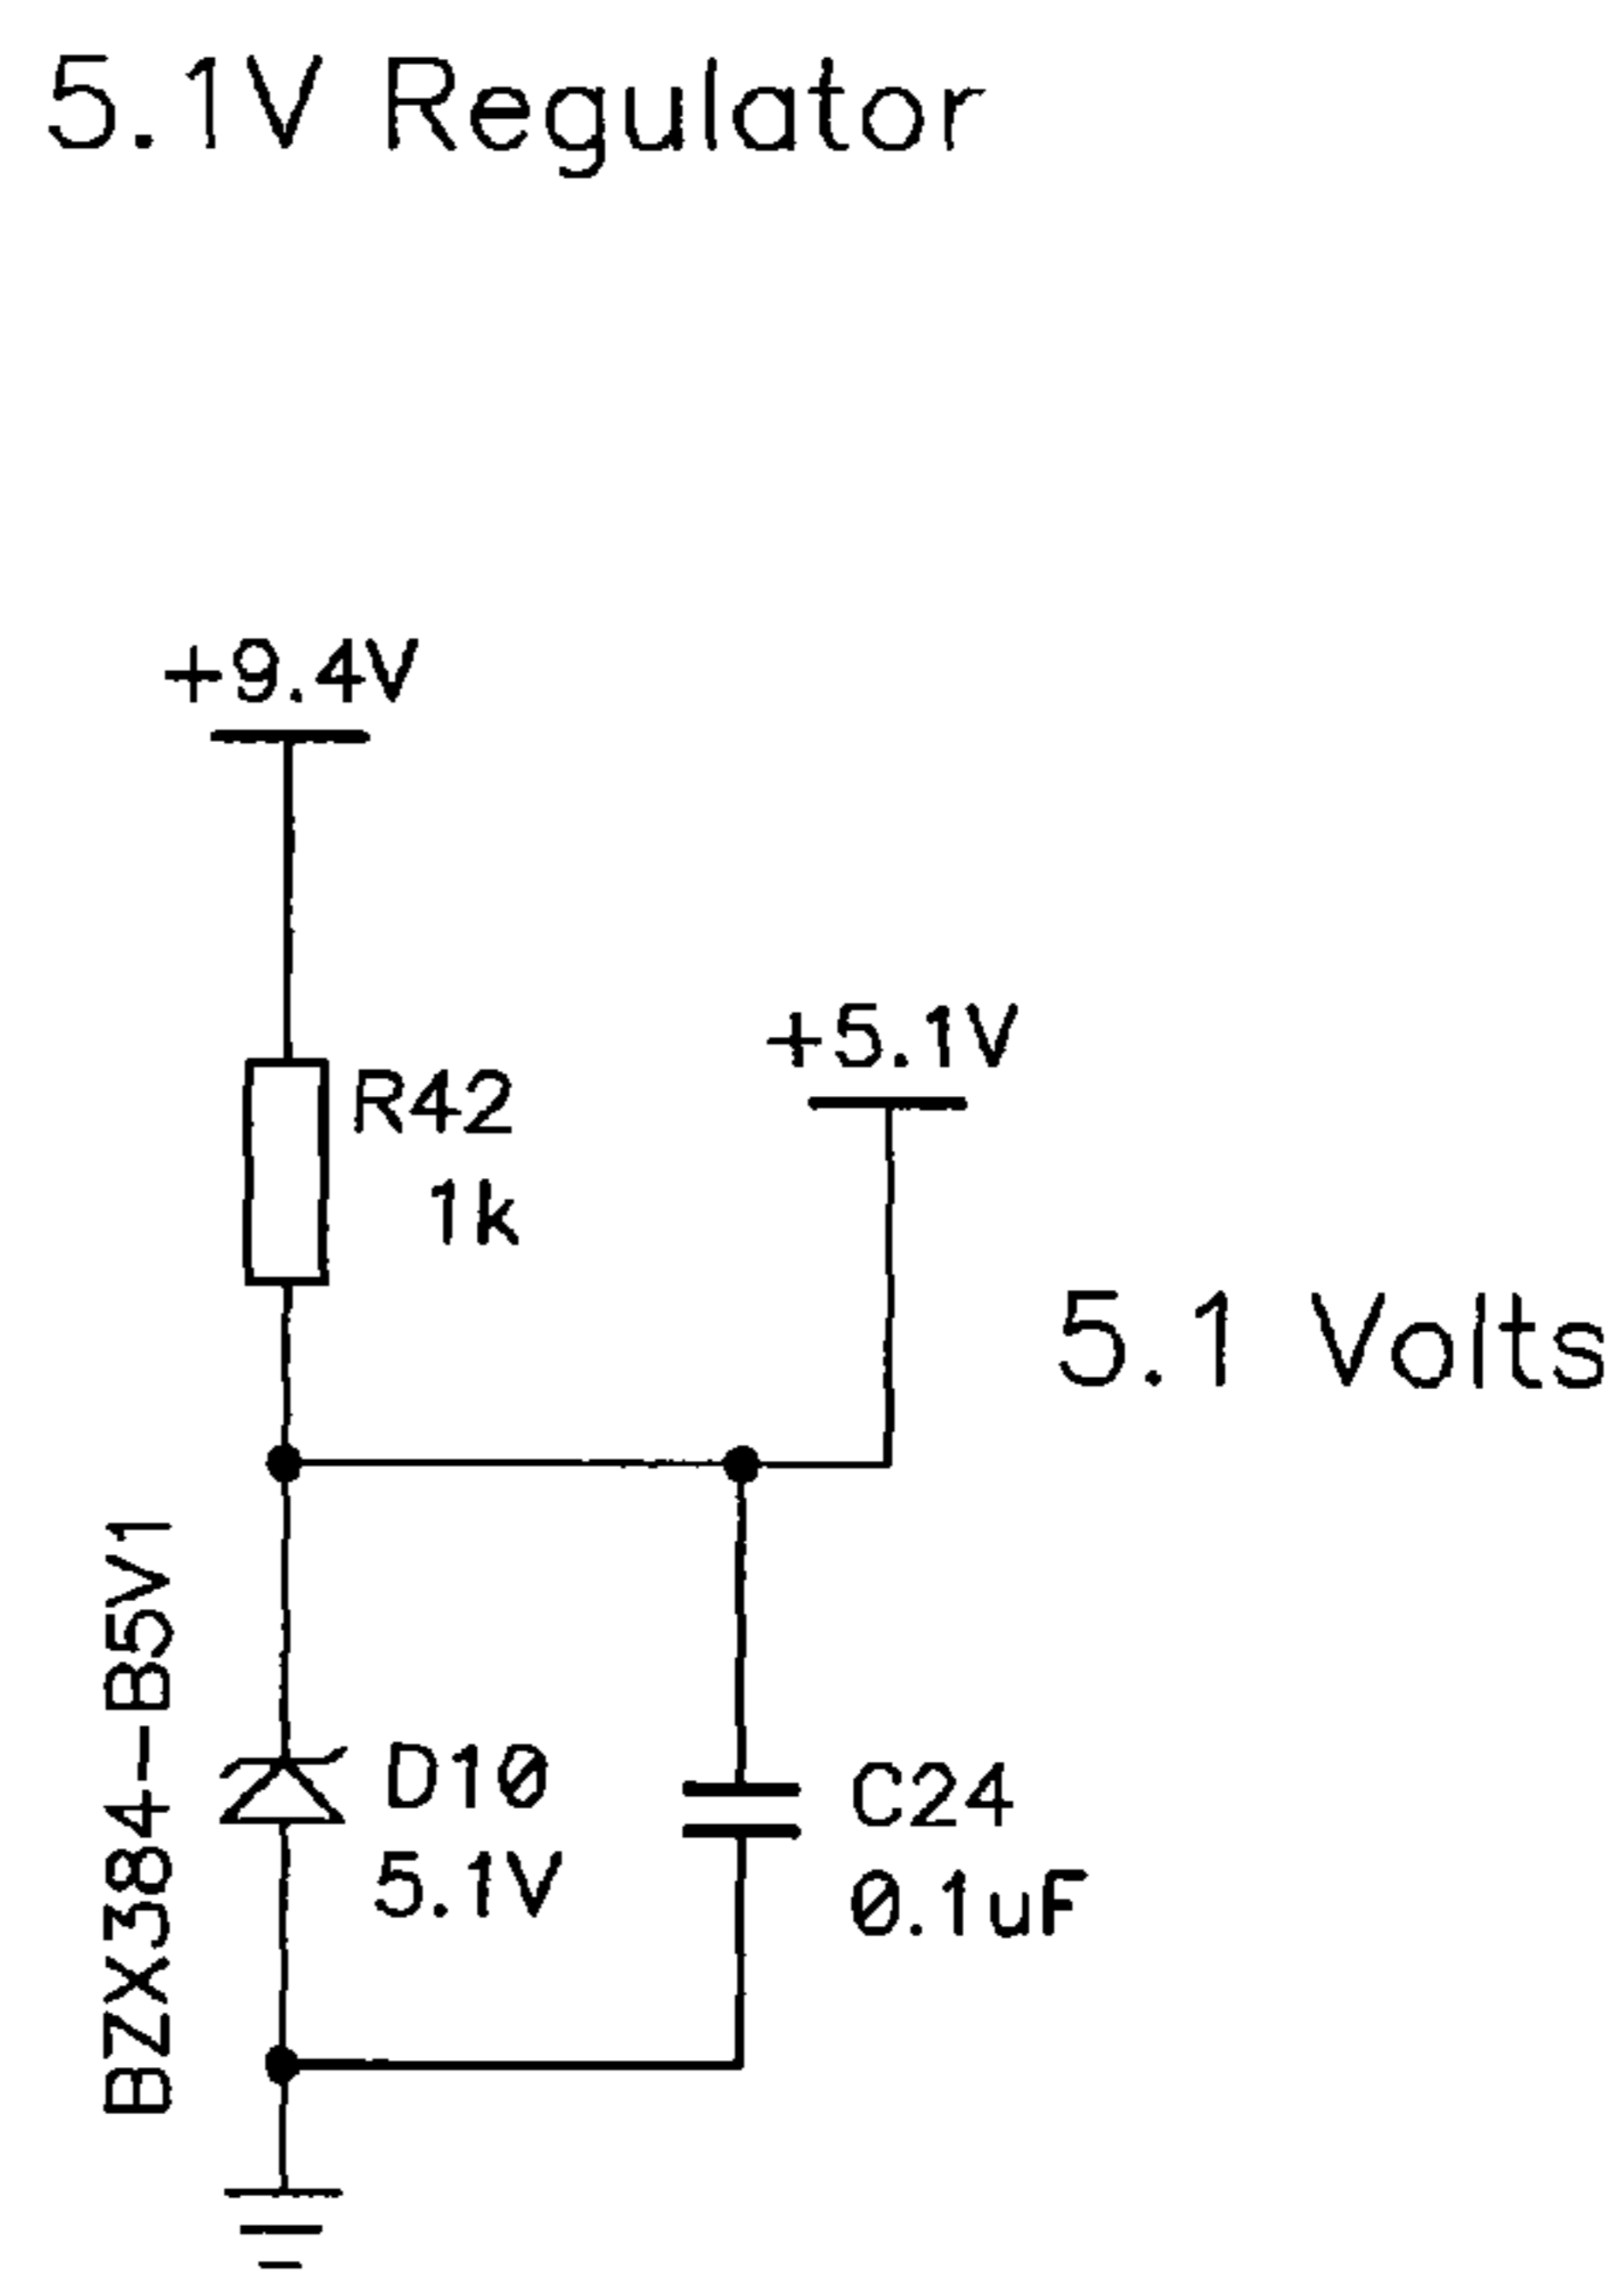 5.1V Regulator
+9.4V
R42
1k
+5.1V
5.1 Volts
BZX384-B5V1
D10
5.1V
C24
0.1uF